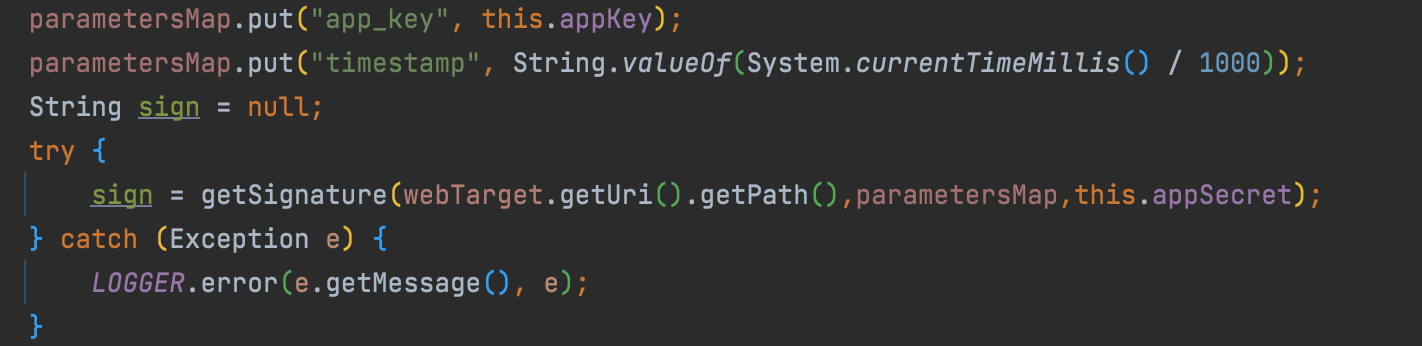 parametersMap.put("app_key", this.appKey);
parametersMap.put("timestamp", String.valueOf(System.currentTimeMillis() / 1000));
String sign = null;
try {
    sign = getSignature(webTarget.getUri().getPath(),parametersMap,this.appSecret);
} catch (Exception e) {
    LOGGER.error(e.getMessage(), e);
}